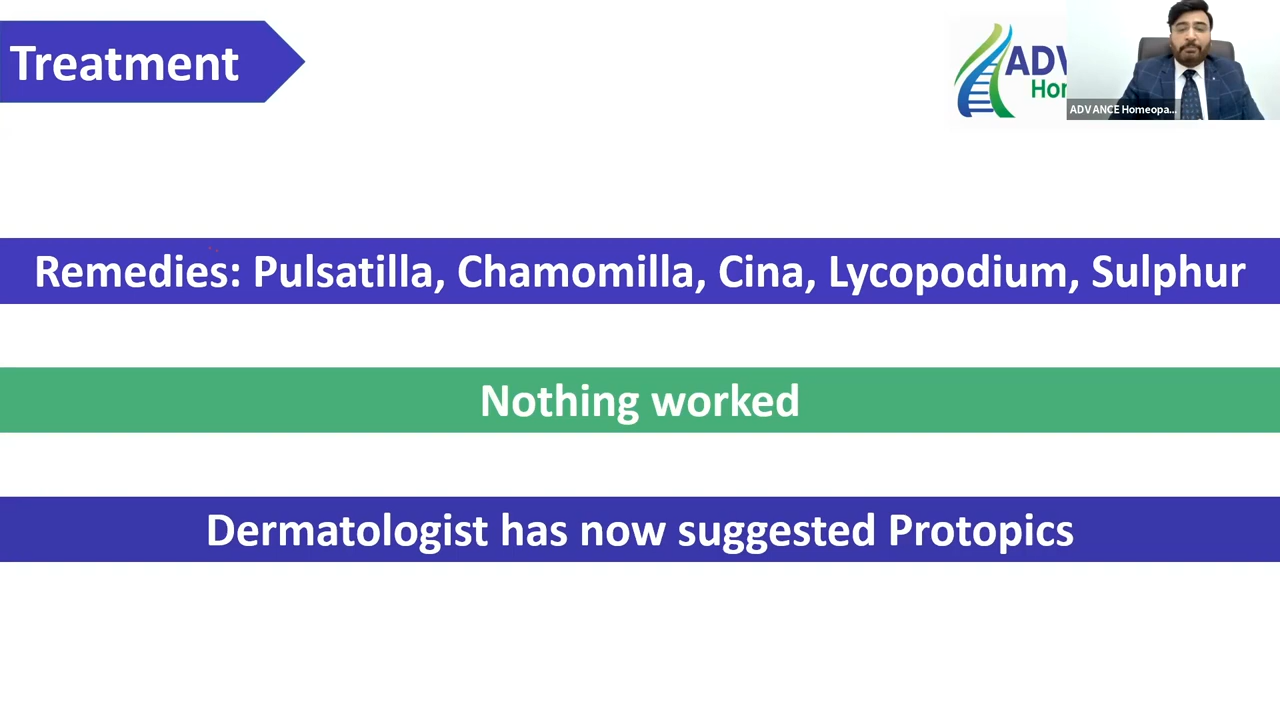 Treatment
ADV
Hor
ADVANCE Homeopa...
Remedies: Pulsatilla, Chamomilla, Cina, Lycopodium, Sulphur
Nothing worked
Dermatologist has now suggested Protopics